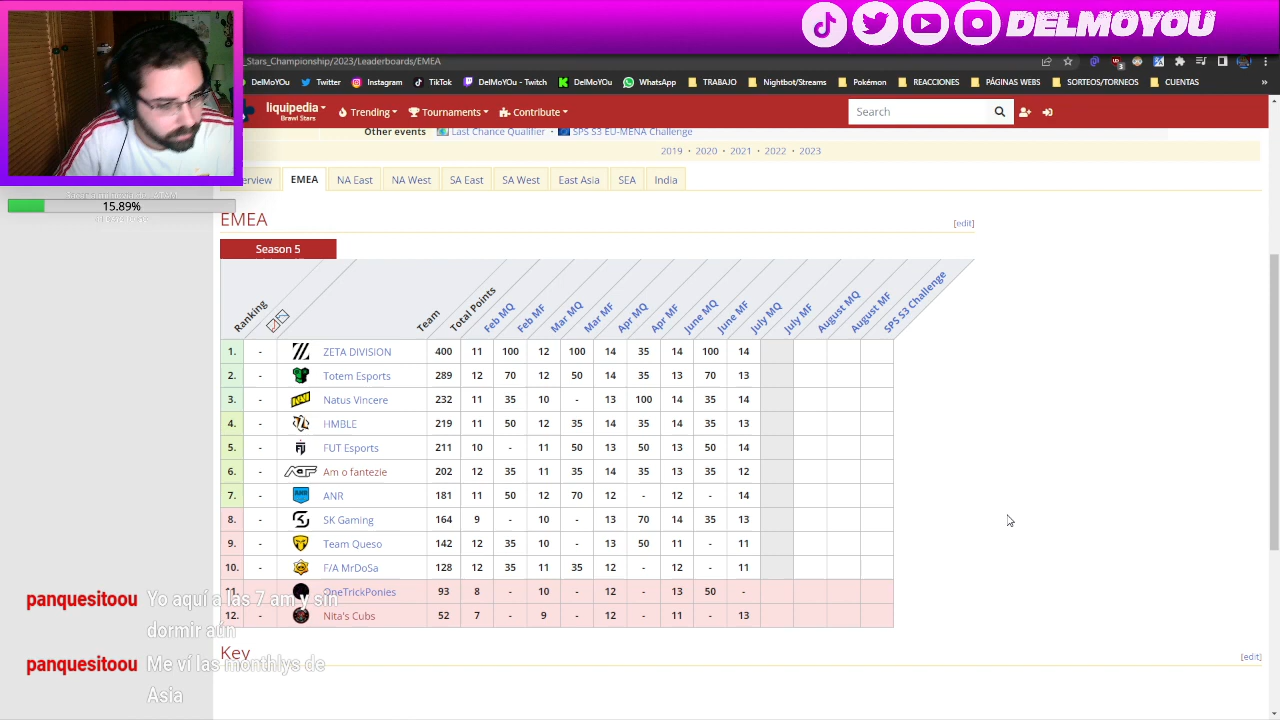 DELMOYOU
_Stars_Championship/2023/Leaderboards/EMEA
DelMoYOu Twitter Instagram TikTok DelMoYOu - Twitch DelMoYOu WhatsApp TRABAJO Nightbot/Streams Pokémon REACCIONES PÁGINAS WEBS SORTEOS/TORNEOS CUENTAS
liquipedia Brawl Stars Trending Tournaments Contribute Search
Other events Last Chance Qualifier · SPS S3 EU-MENA Challenge
2019 · 2020 · 2021 · 2022 · 2023
erview EMEA NA East NA West SA East SA West East Asia SEA India
15.89%
EMEA [edit]
Season 5
Ranking Team Total Points Feb MQ Feb MF Mar MQ Mar MF Apr MQ Apr MF June MQ June MF July MQ July MF August MQ August MF SPS S3 Challenge
1. - ZETA DIVISION 400 11 100 12 100 14 35 14 100 14
2. - Totem Esports 289 12 70 12 50 14 35 13 70 13
3. - Natus Vincere 232 11 35 10 - 13 100 14 35 14
4. - HMBLE 219 11 50 12 35 14 35 14 35 13
5. - FUT Esports 211 10 - 11 50 13 50 13 50 14
6. - Am o fantezie 202 12 35 11 35 14 35 13 35 12
7. - ANR 181 11 50 12 70 12 - 12 - 14
8. - SK Gaming 164 9 - 10 - 13 70 14 35 13
9. - Team Queso 142 12 35 10 - 13 50 11 - 11
10. - F/A MrDoSa 128 12 35 11 35 12 - 12 - 11
11. - OneTrickPonies 93 8 - 10 - 12 - 13 50 -
12. - Nita's Cubs 52 7 - 9 - 12 - 11 - 13
Key [edit]
panquesitoou Yo aquí a las 7 am y sin
dormir aún
panquesitoou Me ví las monthlys de
Asia